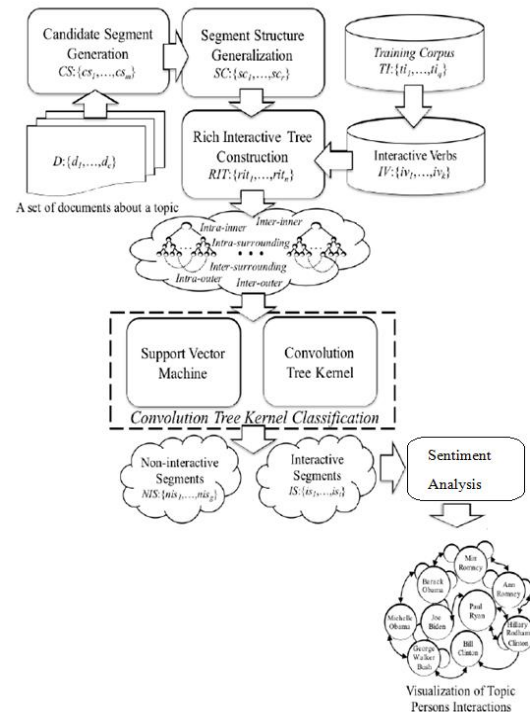 Candidate Segment
Generation
CS:{cs1,…,csm}
Segment Structure
Generalization
SC:{sc1,…,scr}
Training Corpus
TI:{ti1,…,tiq}
D:{d1,…,dc}
A set of documents about a topic
Rich Interactive Tree
Construction
RIT:{rit1,…,ritn}
Interactive Verbs
IV:{iv1,…,ivk}
Intra-inner
Inter-inner
Intra-surrounding
Inter-surrounding
Intra-outer
Inter-outer
Support Vector
Machine
Convolution
Tree Kernel
Convolution Tree Kernel Classification
Non-interactive
Segments
NIS:{nis1,…,nisg}
Interactive
Segments
IS:{is1,…,isl}
Sentiment
Analysis
Romney
Barack
Obama
Ann
Romney
Michelle
Obama
Joe
Biden
Paul
Ryan
Hillary
Rodham
Clinton
George
Walker
Bush
Bill
Clinton
Visualization of Topic
Persons Interactions